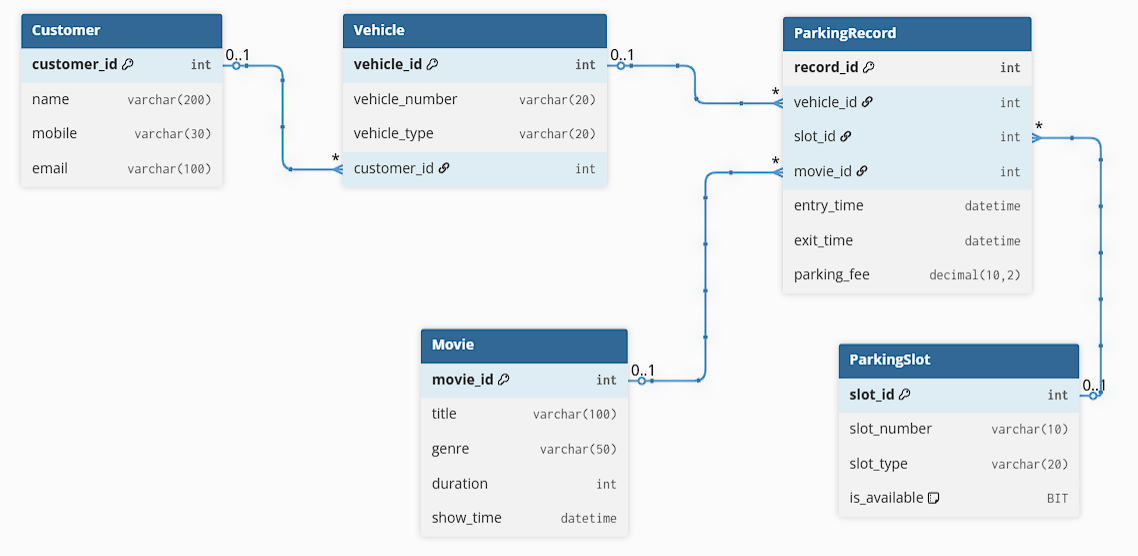 Customer
customer_id int
name varchar(200)
mobile varchar(30)
email varchar(100)
0..1
*
Vehicle
vehicle_id int
vehicle_number varchar(20)
vehicle_type varchar(20)
customer_id int
0..1
*
*
ParkingRecord
record_id int
vehicle_id int
slot_id int
movie_id int
entry_time datetime
exit_time datetime
parking_fee decimal(10,2)
*
Movie
movie_id int
title varchar(100)
genre varchar(50)
duration int
show_time datetime
0..1
ParkingSlot
slot_id int
slot_number varchar(10)
slot_type varchar(20)
is_available BIT
0..1